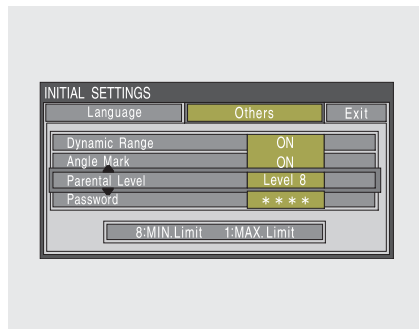 INITIAL SETTINGS
Language Others Exit
Dynamic Range ON
Angle Mark ON
Parental Level Level 8
Password ****
8:MIN.Limit 1:MAX.Limit